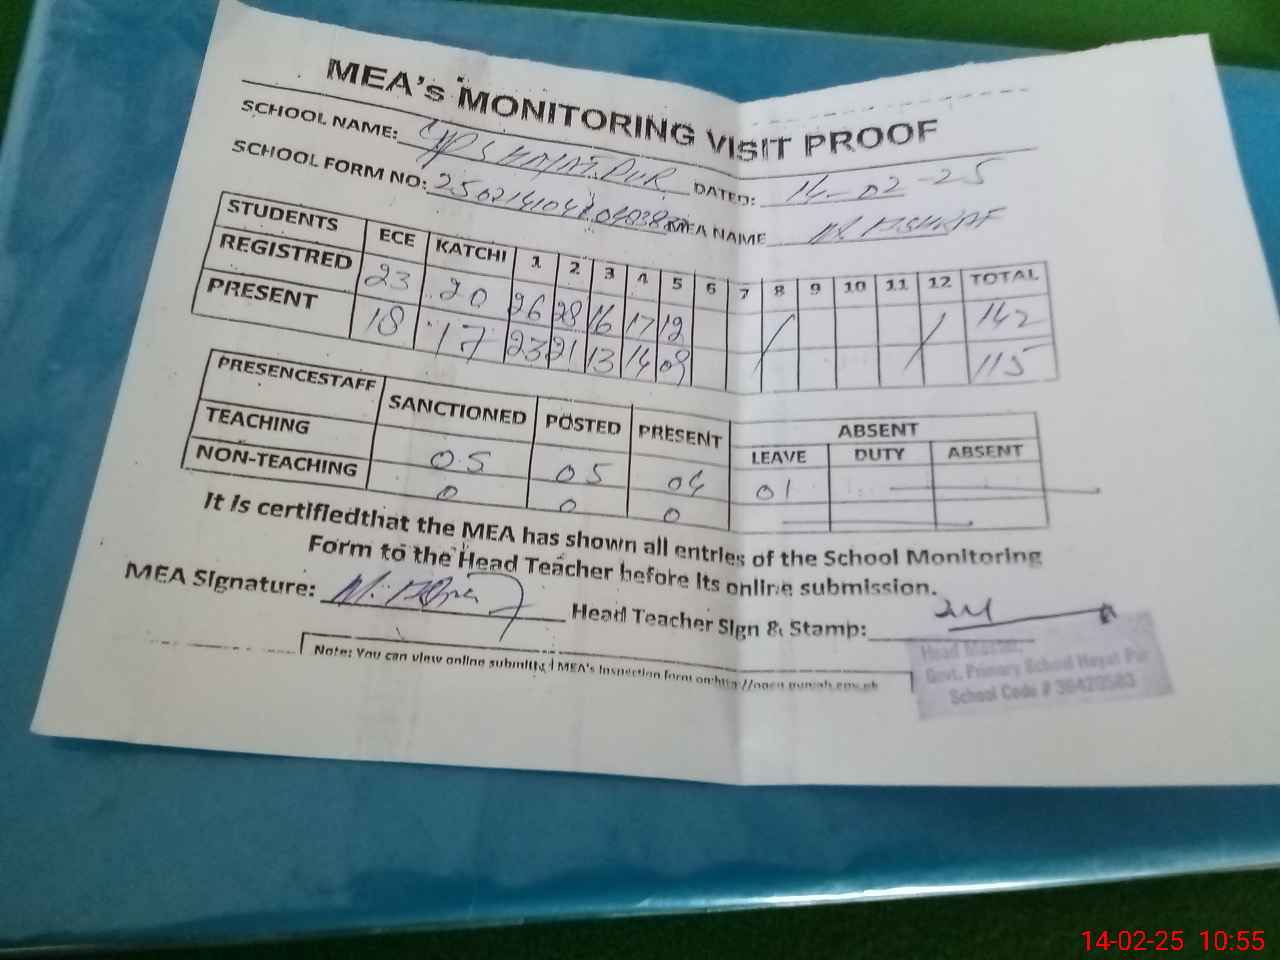 MEA's MONITORING VISIT PROOF
SCHOOL NAME: GPS HAYAT PUR DATED: 14-02-25
SCHOOL FORM NO: MEA NAME M ASHRAF
STUDENTS ECE KATCHI 1 2 3 4 5 6 7 8 9 10 11 12 TOTAL
REGISTRED 23 20 26 28 16 17 12 142
PRESENT 18 17 23 21 13 14 09 115
PRESENCESTAFF SANCTIONED POSTED PRESENT ABSENT
LEAVE DUTY ABSENT
TEACHING 05 05 04 01
NON-TEACHING 0 0 0
It is certifiedthat the MEA has shown all entries of the School Monitoring
Form to the Head Teacher before its online submission.
MEA Signature: Head Teacher Sign & Stamp:
Head Master
Govt. Primary School Hayat Pur
School Code #
Note: You can view online submitted MEA's Inspection form on:
14-02-25 10:55